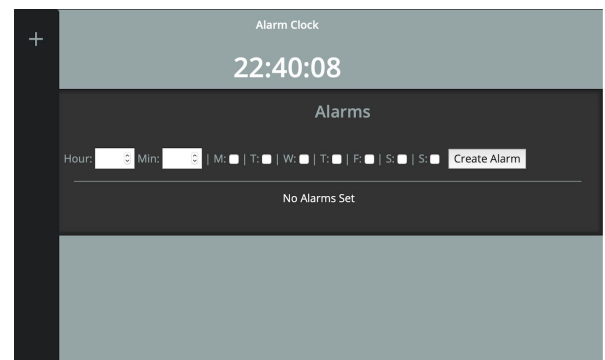 +
Alarm Clock
22:40:08
Alarms
Hour: Min: | M: | T: | W: | T: | F: | S: | S: Create Alarm
No Alarms Set